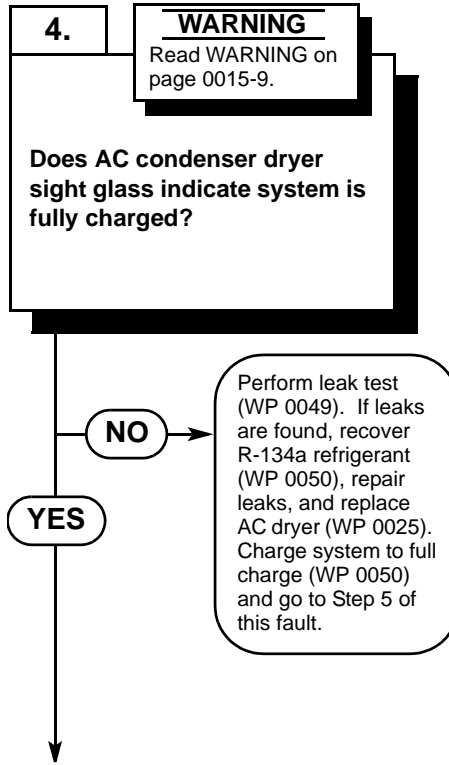 4.
WARNING
Read WARNING on
page 0015-9.
Does AC condenser dryer
sight glass indicate system is
fully charged?
NO
Perform leak test
(WP 0049). If leaks
are found, recover
R-134a refrigerant
(WP 0050), repair
leaks, and replace
AC dryer (WP 0025).
Charge system to full
charge (WP 0050)
and go to Step 5 of
this fault.
YES